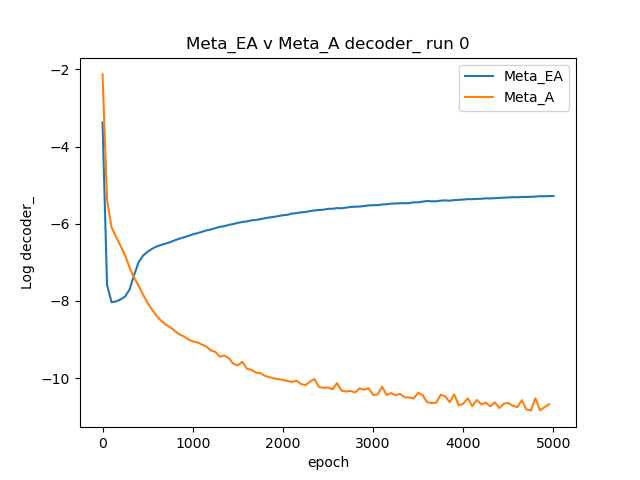 Meta_EA v Meta_A decoder_ run 0
Meta_EA
Meta_A
Log decoder_
−2
−4
−6
−8
−10
0
1000
2000
3000
4000
5000
epoch